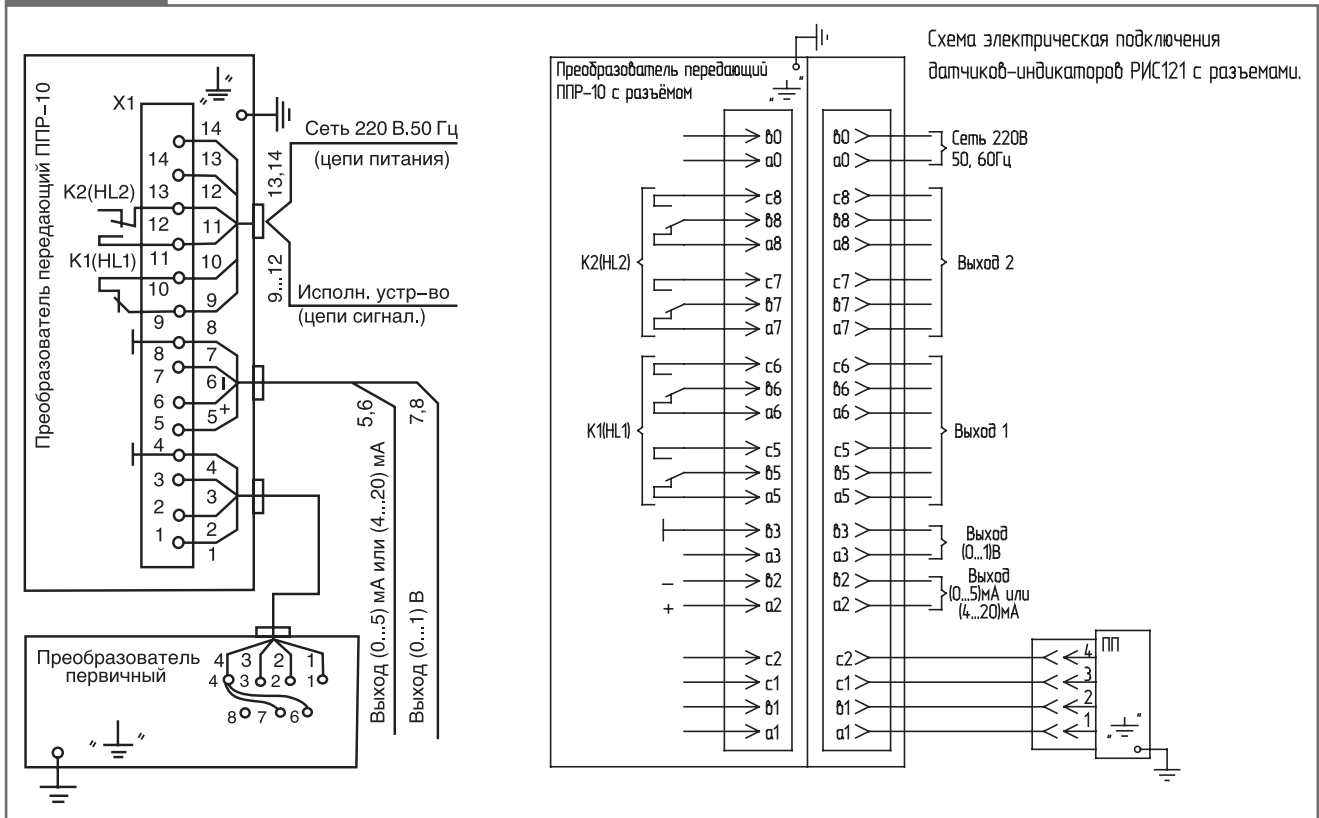 Преобразователь передающий ППР-10
X1
"⏚"
14
14
13
13
12
K2(HL2)
12
11
11
10
K1(HL1)
10
9
9
8
8
7
7
6
6
5
+
5
4
4
3
3
2
2
1
1
13,14
Сеть 220 В.50 Гц
(цепи питания)
9...12
Исполн. устр-во
(цепи сигнал.)
5,6
7,8
Выход (0...5) мА или (4...20) мА
Выход (0...1) В
Преобразователь
первичный
4 3 2 1
4 3 2 1
8 7 6
" "
Схема электрическая подключения
датчиков-индикаторов РИС121 с разъемами.
Преобразователь передающий
ППР-10 с разъёмом
" "
в0 в0
а0 а0
Сеть 220В
50, 60Гц
с8 с8
в8 в8
а8 а8
K2(HL2)
Выход 2
с7 с7
в7 в7
а7 а7
с6 с6
в6 в6
а6 а6
K1(HL1)
Выход 1
с5 с5
в5 в5
а5 а5
в3 в3
а3 а3
Выход
(0...1)В
− в2 в2
+ а2 а2
Выход
(0...5)мА или
(4...20)мА
с2 с2 4
с1 с1 3
в1 в1 2
а1 а1 1
ПП
" "